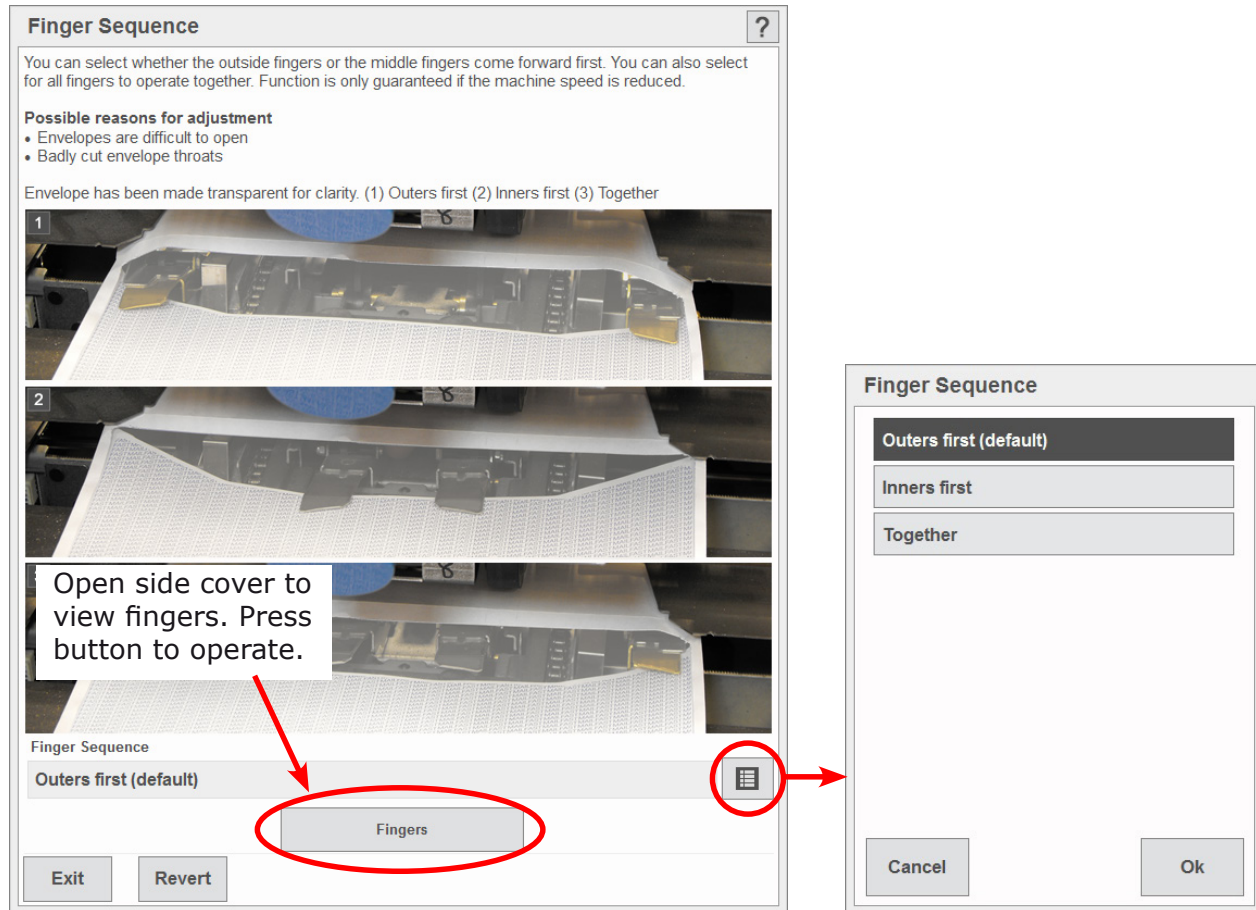 Finger Sequence
?
You can select whether the outside fingers or the middle fingers come forward first. You can also select
for all fingers to operate together. Function is only guaranteed if the machine speed is reduced.
Possible reasons for adjustment
• Envelopes are difficult to open
• Badly cut envelope throats
Envelope has been made transparent for clarity. (1) Outers first (2) Inners first (3) Together
1
8
2
8
8
Open side cover to
view fingers. Press
button to operate.
Finger Sequence
Outers first (default)
Fingers
Exit
Revert
Finger Sequence
Outers first (default)
Inners first
Together
Cancel
Ok